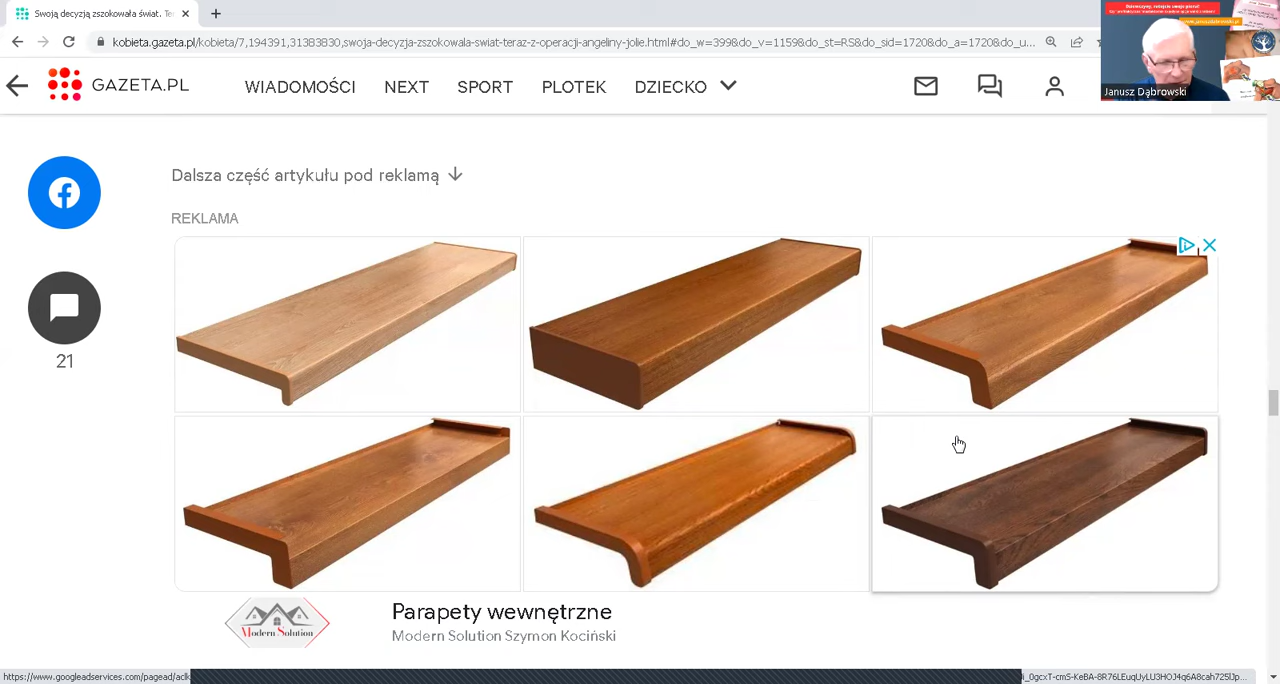 Swoją decyzją zszokowała świat. Te
kobieta.gazeta.pl/kobieta/7,194391,31383830,swoja-decyzja-zszokowala-swiat-teraz-z-operacji-angeliny-jolie.html#do_w=399&do_v=1159&do_st=RS&do_sid=1720&do_a=1720&do_u...
GAZETA.PL WIADOMOŚCI NEXT SPORT PLOTEK DZIECKO
Janusz Dąbrowski
Dalsza część artykułu pod reklamą
REKLAMA
21
Parapety wewnętrzne
Modern Solution
Modern Solution Szymon Kociński
https://www.googleadservices.com/pagead/aclk